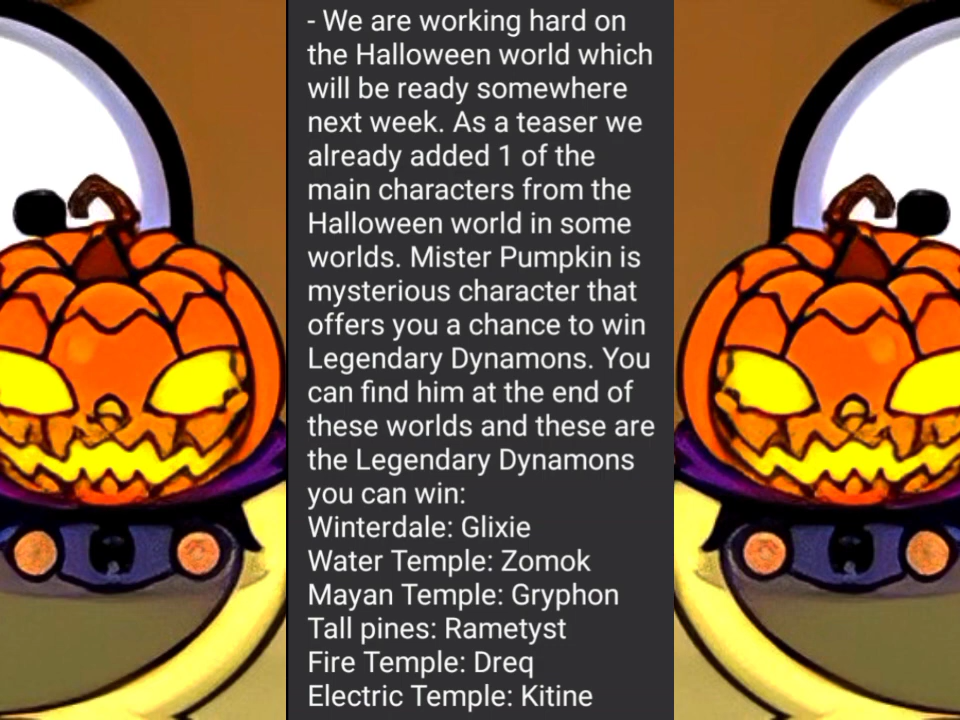 - We are working hard on
the Halloween world which
will be ready somewhere
next week. As a teaser we
already added 1 of the
main characters from the
Halloween world in some
worlds. Mister Pumpkin is
mysterious character that
offers you a chance to win
Legendary Dynamons. You
can find him at the end of
these worlds and these are
the Legendary Dynamons
you can win:
Winterdale: Glixie
Water Temple: Zomok
Mayan Temple: Gryphon
Tall pines: Rametyst
Fire Temple: Dreq
Electric Temple: Kitine